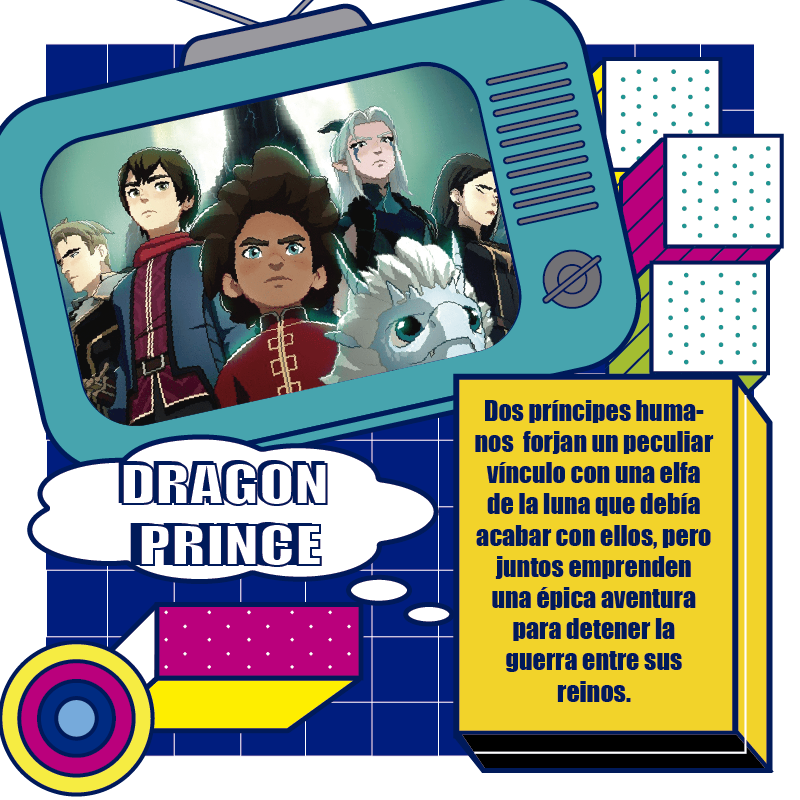 DRAGON
PRINCE
Dos príncipes huma-
nos forjan un peculiar
vínculo con una elfa
de la luna que debía
acabar con ellos, pero
juntos emprenden
una épica aventura
para detener la
guerra entre sus
reinos.